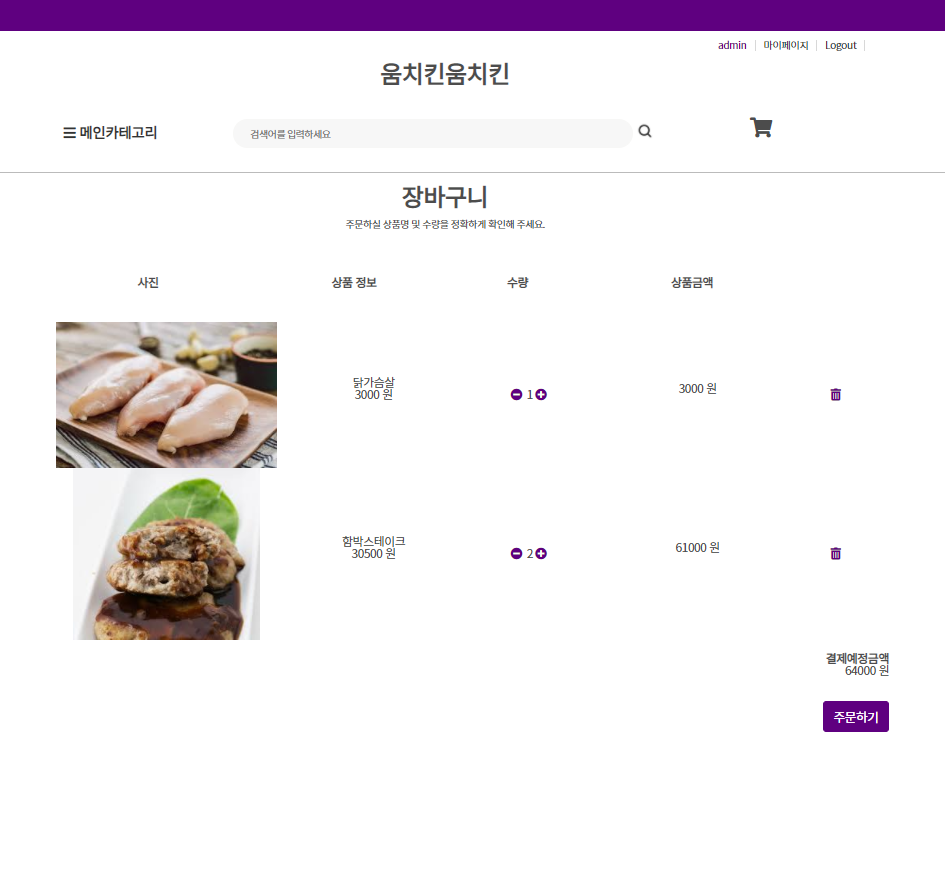 admin 마이페이지 Logout
움치킨움치킨
메인카테고리 검색어를 입력하세요
장바구니
주문하실 상품명 및 수량을 정확하게 확인해 주세요.
사진 상품 정보 수량 상품금액
닭가슴살
3000 원 1 3000 원
함박스테이크
30500 원 2 61000 원
결제예정금액
64000 원
주문하기